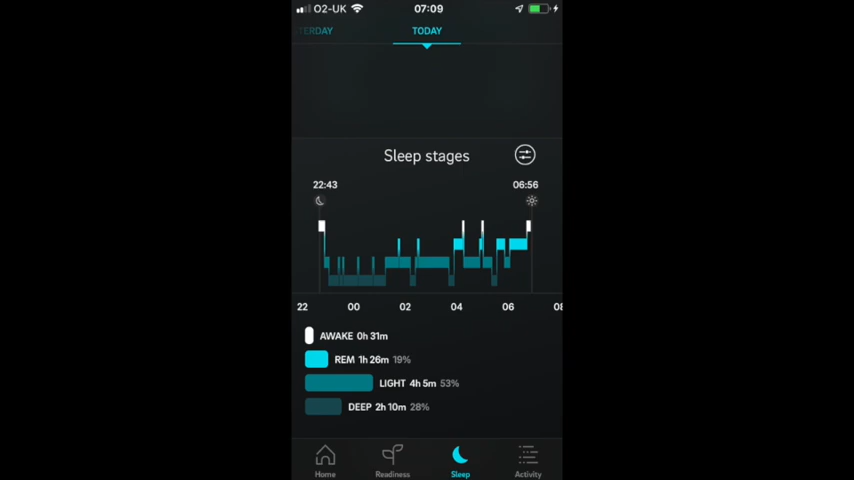 O2-UK 07:09
TERDAY TODAY
Sleep stages
22:43 06:56
22 00 02 04 06 08
AWAKE 0h 31m
REM 1h 26m 19%
LIGHT 4h 5m 53%
DEEP 2h 10m 28%
Home Readiness Sleep Activity